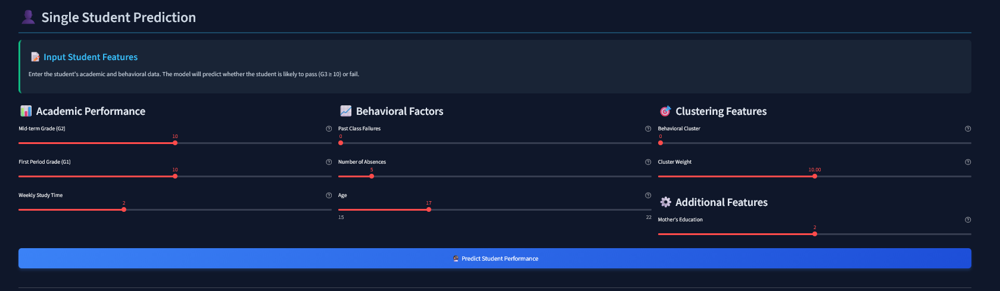 Single Student Prediction
Input Student Features
Enter the student's academic and behavioral data. The model will predict whether the student is likely to pass (G3 ≥ 10) or fail.
Academic Performance
Mid-term Grade (G2)
10
First Period Grade (G1)
10
Weekly Study Time
2
Behavioral Factors
Past Class Failures
0
Number of Absences
5
Age
17
15 22
Clustering Features
Behavioral Cluster
0
Cluster Weight
10.00
Additional Features
Mother's Education
2
Predict Student Performance